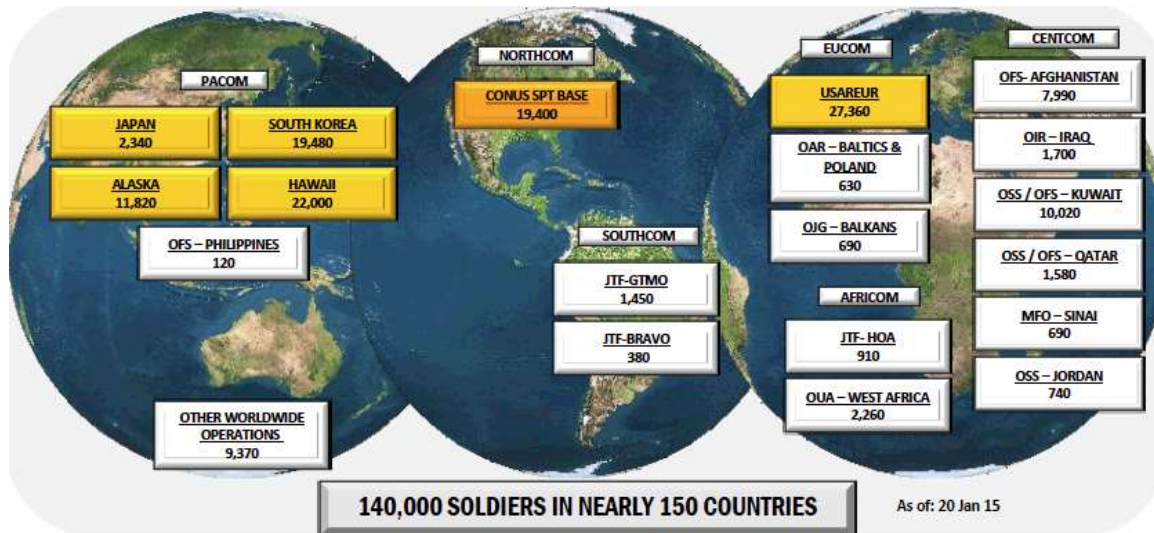 PACOM
JAPAN
2,340
SOUTH KOREA
19,480
ALASKA
11,820
HAWAII
22,000
OFS – PHILIPPINES
120
OTHER WORLDWIDE
OPERATIONS
9,370
NORTHCOM
CONUS SPT BASE
19,400
SOUTHCOM
JTF-GTMO
1,450
JTF-BRAVO
380
EUCOM
USAREUR
27,360
OAR – BALTICS &
POLAND
630
OJG – BALKANS
690
AFRICOM
JTF- HOA
910
OUA – WEST AFRICA
2,260
CENTCOM
OFS- AFGHANISTAN
7,990
OIR – IRAQ
1,700
OSS / OFS – KUWAIT
10,020
OSS / OFS – QATAR
1,580
MFO – SINAI
690
OSS – JORDAN
740
140,000 SOLDIERS IN NEARLY 150 COUNTRIES
As of: 20 Jan 15